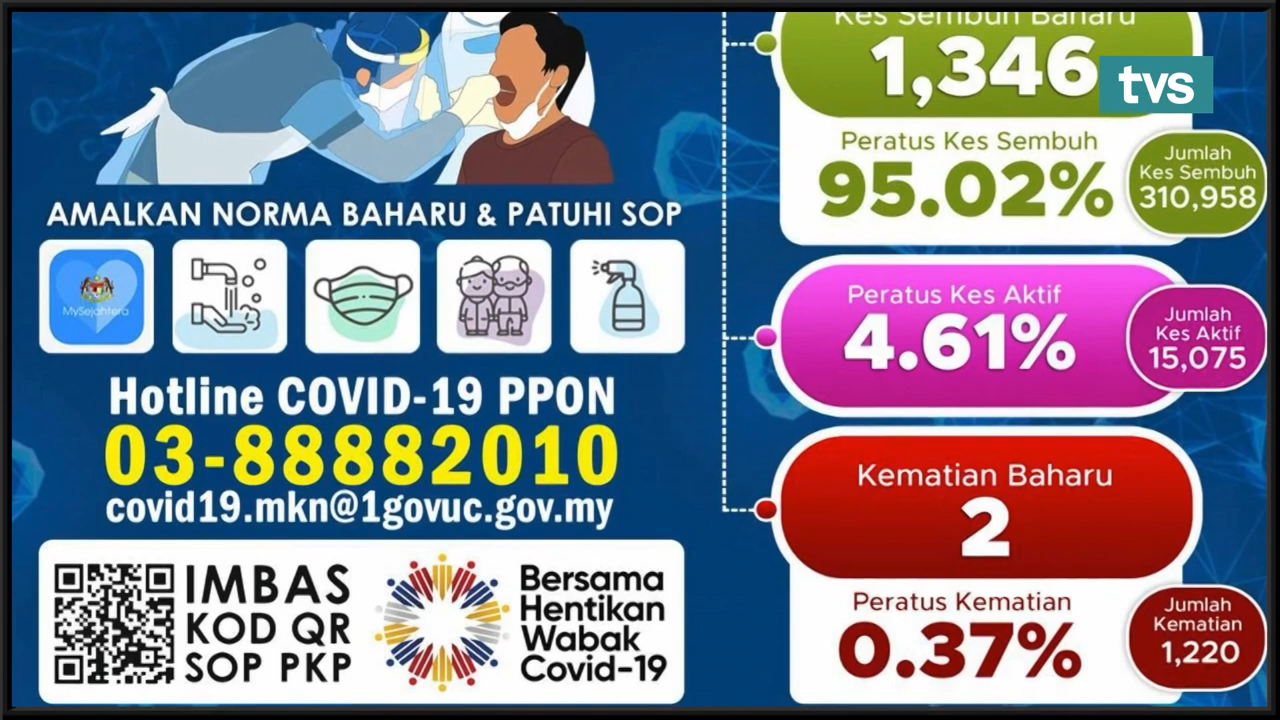 AMALKAN NORMA BAHARU & PATUHI SOP
MySejahtera
Hotline COVID-19 PPON
03-88882010
covid19.mkn@1govuc.gov.my
IMBAS
KOD QR
SOP PKP
Bersama
Hentikan
Wabak
Covid-19
Kes Sembuh Baharu
1,346
tvs
Peratus Kes Sembuh
95.02%
Jumlah
Kes Sembuh
310,958
Peratus Kes Aktif
4.61%
Jumlah
Kes Aktif
15,075
Kematian Baharu
2
Peratus Kematian
0.37%
Jumlah
Kematian
1,220